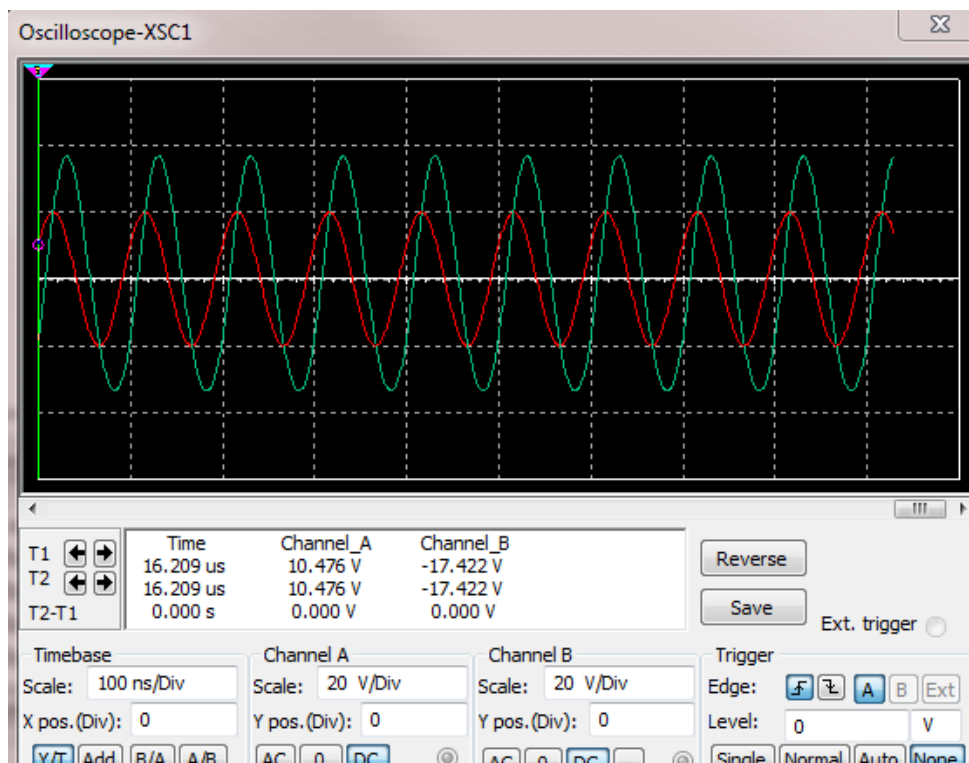 Oscilloscope-XSC1
T1
T2
T2-T1
Time Channel_A Channel_B
16.209 us 10.476 V -17.422 V
16.209 us 10.476 V -17.422 V
0.000 s 0.000 V 0.000 V
Reverse
Save
Ext. trigger
Timebase
Scale: 100 ns/Div
X pos.(Div): 0
Y/T Add B/A A/B
Channel A
Scale: 20 V/Div
Y pos.(Div): 0
AC 0 DC
Channel B
Scale: 20 V/Div
Y pos.(Div): 0
AC 0 DC -
Trigger
Edge: A B Ext
Level: 0 V
Single Normal Auto None